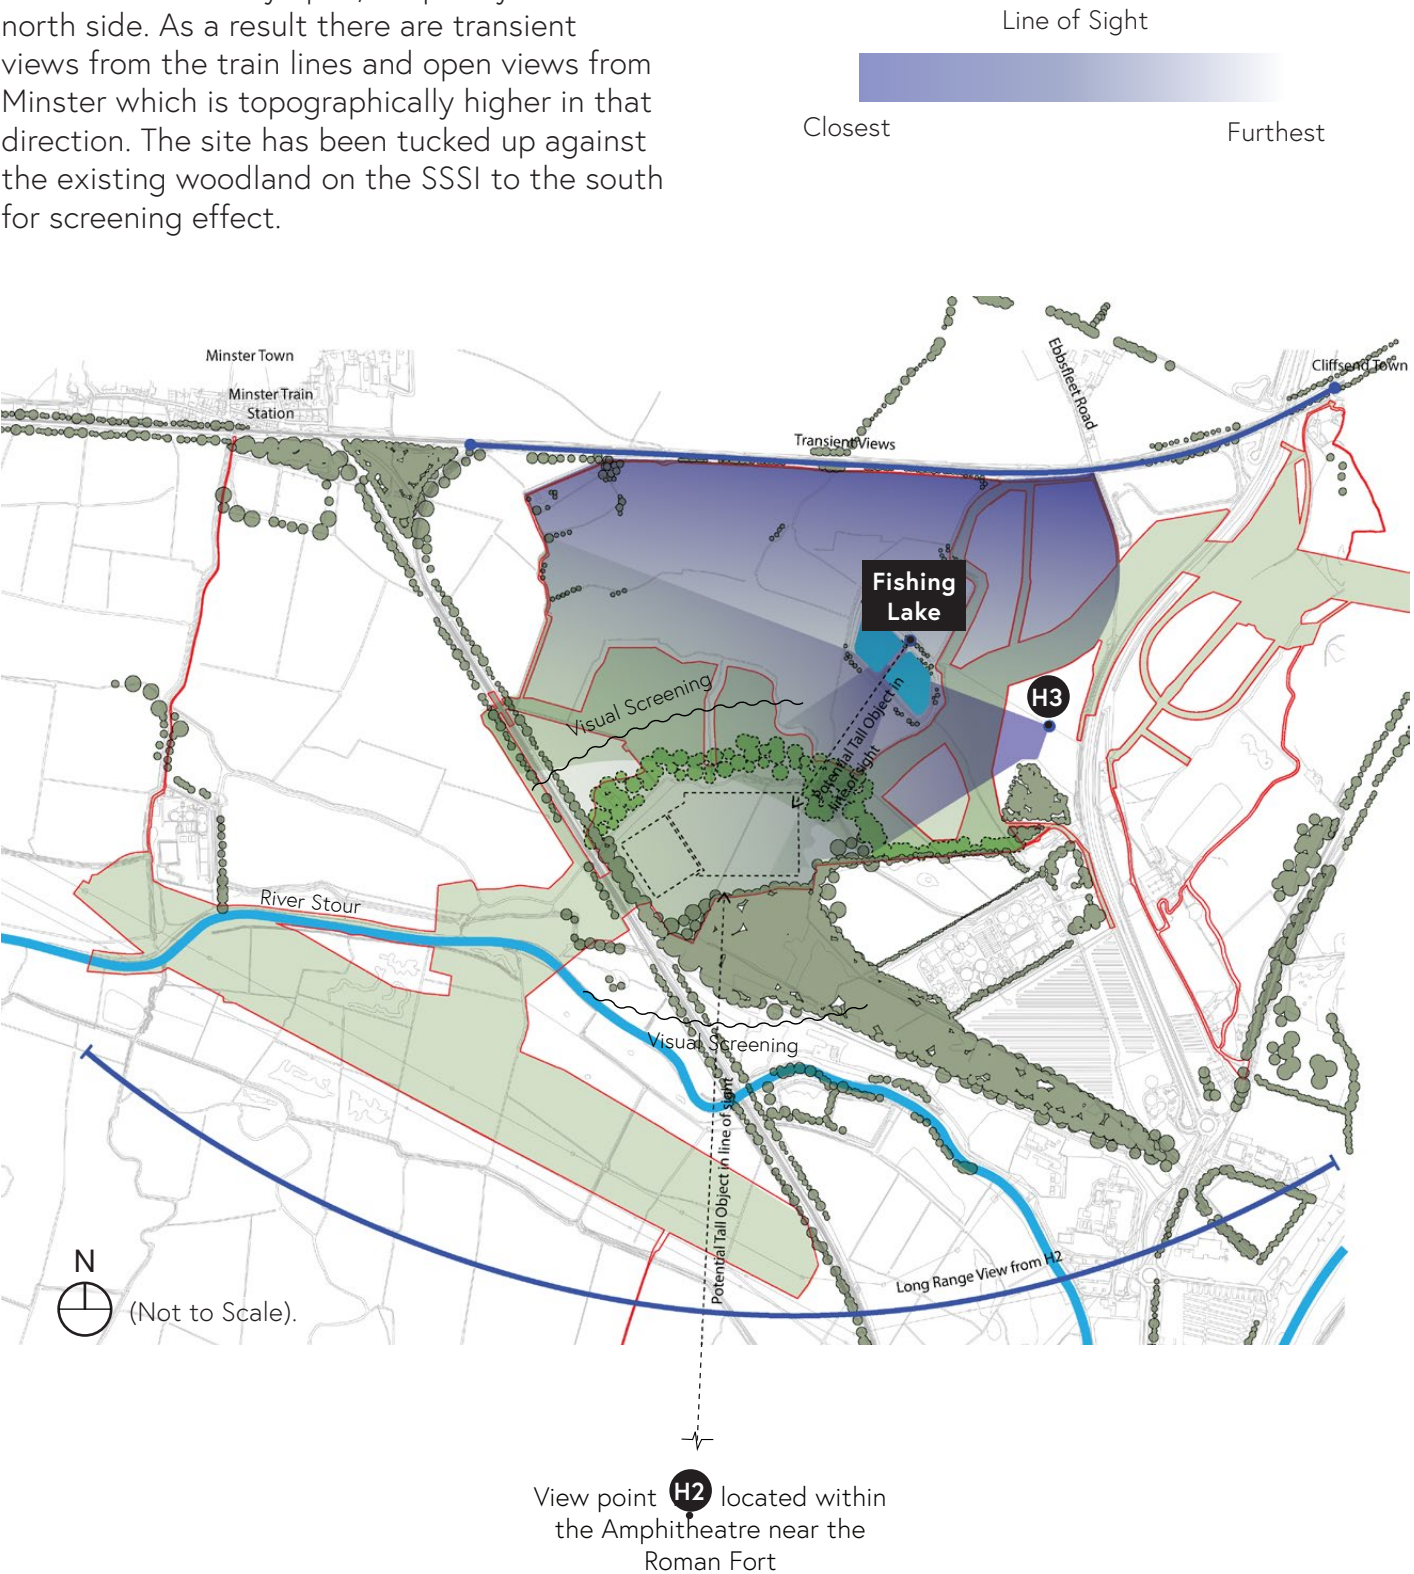 north side. As a result there are transient
views from the train lines and open views from
Minster which is topographically higher in that
direction. The site has been tucked up against
the existing woodland on the SSSI to the south
for screening effect.
Line of Sight
Closest
Furthest
Minster Town
Minster Train
Station
Ebbsfleet Road
Cliffsend Town
Transient Views
Fishing
Lake
H3
Visual Screening
Potential Tall Object in
line of sight
River Stour
Visual Screening
Potential Tall Object in line of sight
Long Range View from H2
N
(Not to Scale).
View point H2 located within
the Amphitheatre near the
Roman Fort